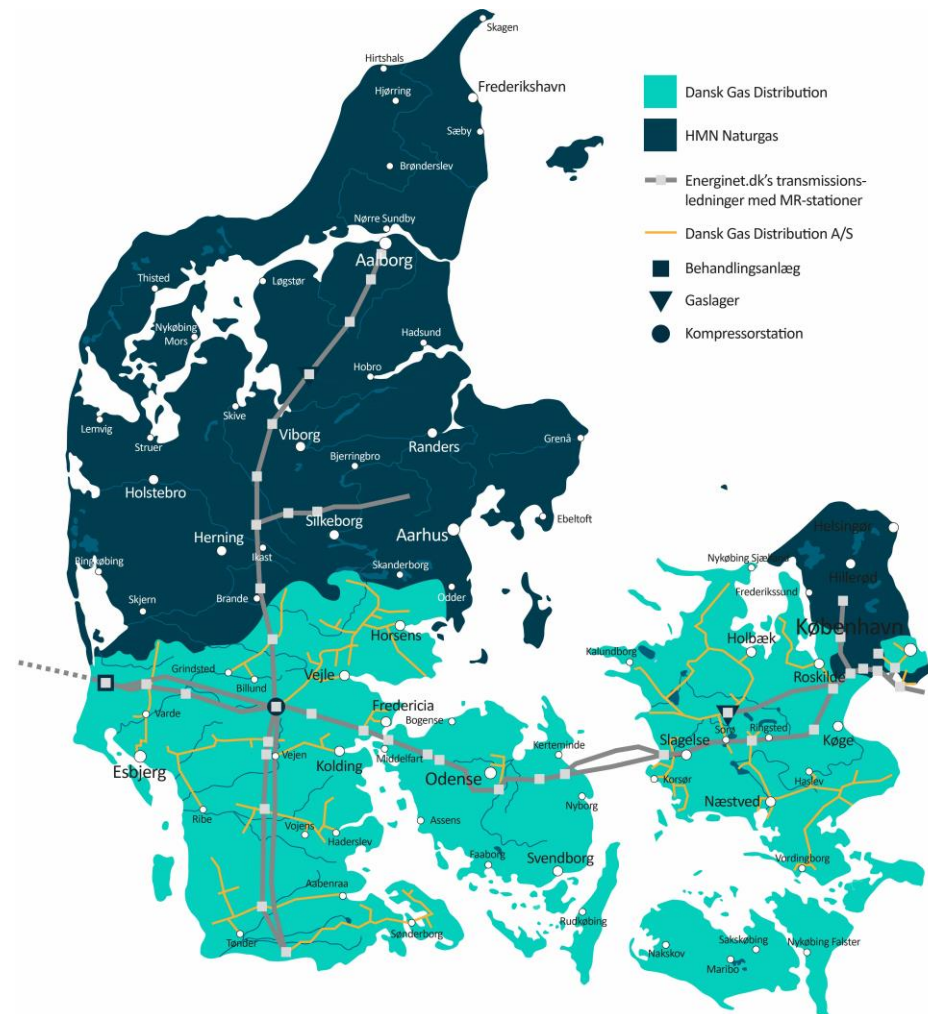 Skagen
Hirtshals
Hjørring
Frederikshavn
Sæby
Brønderslev
Nørre Sundby
Aalborg
Thisted
Løgstør
Nykøbing
Mors
Hadsund
Hobro
Skive
Lemvig
Struer
Viborg
Randers
Grenå
Bjerringbro
Holstebro
Silkeborg
Herning
Aarhus
Ebeltoft
Ikast
Ringkøbing
Skanderborg
Skjern
Brande
Odder
Horsens
Grindsted
Billund
Vejle
Varde
Fredericia
Bogense
Esbjerg
Vejen
Kolding
Middelfart
Odense
Kerteminde
Nyborg
Ribe
Vojens
Haderslev
Assens
Faaborg
Svendborg
Aabenraa
Rudkøbing
Tønder
Sønderborg
Dansk Gas Distribution
HMN Naturgas
Energinet.dk's transmissions-
ledninger med MR-stationer
Dansk Gas Distribution A/S
Behandlingsanlæg
Gaslager
Kompressorstation
Helsingør
Nykøbing Sjælland
Hillerød
Frederikssund
København
Holbæk
Kalundborg
Roskilde
Sorø
Ringsted
Slagelse
Køge
Korsør
Haslev
Næstved
Vordingborg
Nakskov
Sakskøbing
Maribo
Nykøbing Falster